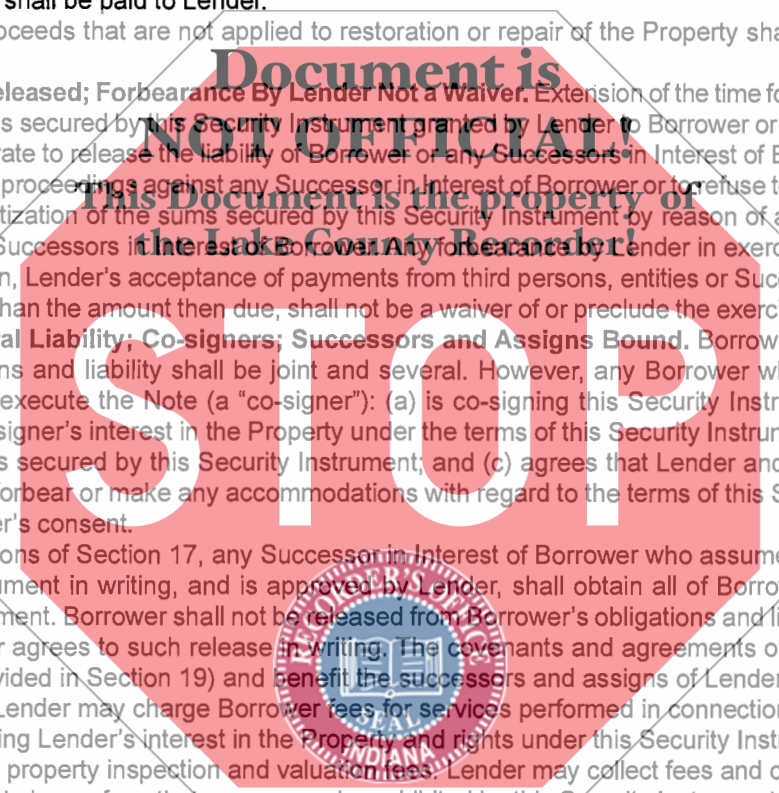 shall be paid to Lender.
oceeds that are not applied to restoration or repair of the Property sha
Document is
eleased; Forbearance By Lender Not a Waiver. Extension of the time fo
s secured by this Security Instrument granted by Lender to Borrower or
NOT OFFICIAL!
ate to release the liability of Borrower or any Successors in Interest of B
proceedings against any Successor in Interest of Borrower or to refuse t
This Document is the property of
tization of the sums secured by this Security Instrument by reason of a
Successors in Interest of Borrower. Any forbearance by Lender in exerc
the Lake County Recorder!
n, Lender's acceptance of payments from third persons, entities or Suc
han the amount then due, shall not be a waiver of or preclude the exerc
al Liability; Co-signers; Successors and Assigns Bound. Borrow
ns and liability shall be joint and several. However, any Borrower wh
execute the Note (a "co-signer"): (a) is co-signing this Security Instr
signer's interest in the Property under the terms of this Security Instrum
STOP
s secured by this Security Instrument; and (c) agrees that Lender and
orbear or make any accommodations with regard to the terms of this S
er's consent.
ons of Section 17, any Successor in Interest of Borrower who assume
ument in writing, and is approved by Lender, shall obtain all of Borro
ment. Borrower shall not be released from Borrower's obligations and li
r agrees to such release in writing. The covenants and agreements o
vided in Section 19) and benefit the successors and assigns of Lender
Lender may charge Borrower fees for services performed in connection
ing Lender's interest in the Property and rights under this Security Inst
property inspection and valuation fees. Lender may collect fees and c
RECORDER'S OFFICE
SEAL
INDIANA